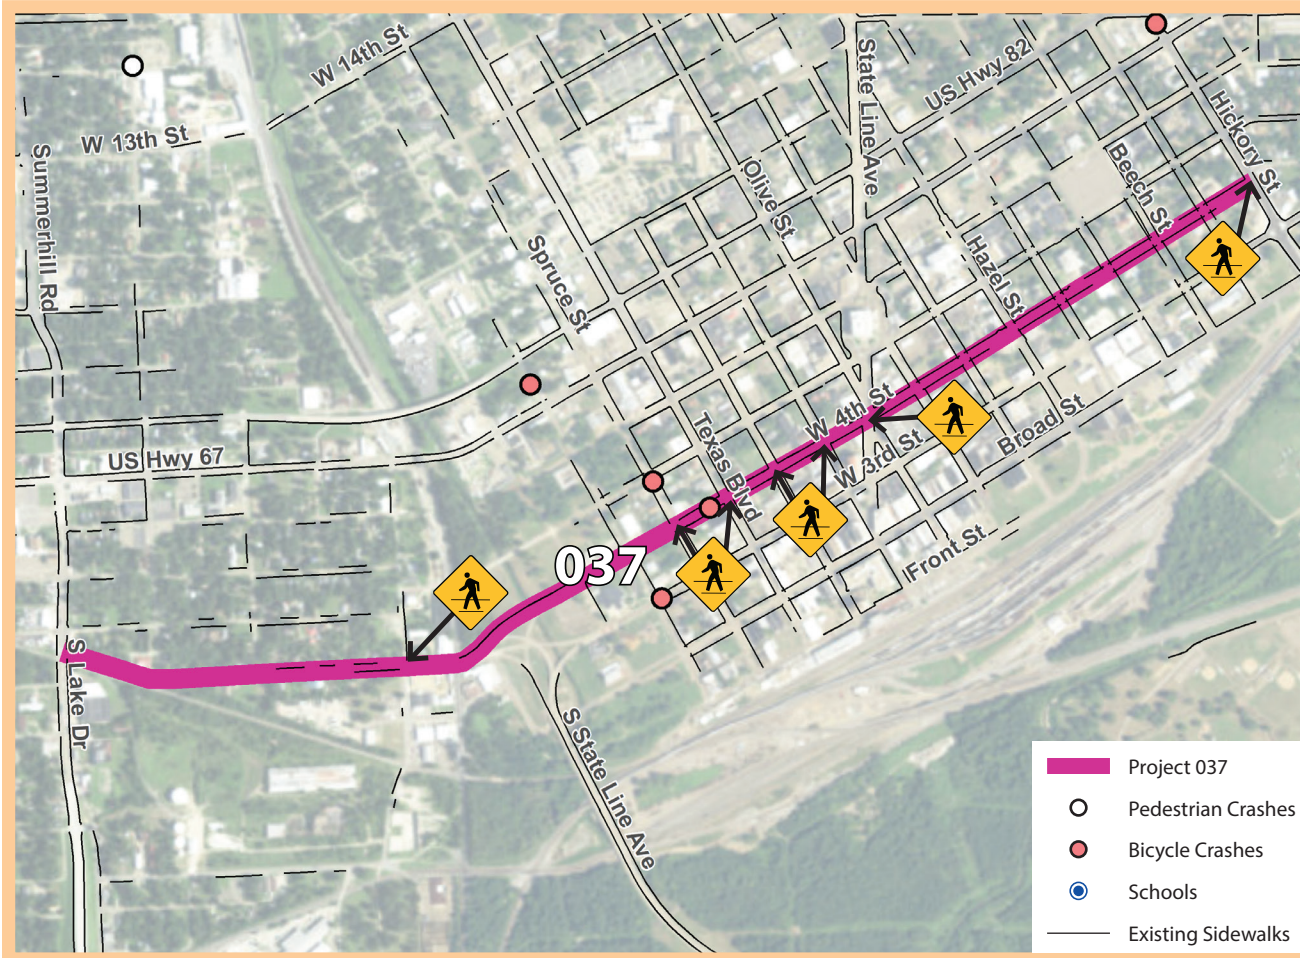 W 14th St
State Line Ave
US Hwy 82
Hickory St
W 13th St
Summerhill Rd
Olive St
Beech St
Spruce St
Hazel St
W 4th St
Texas Blvd
W 3rd St
Broad St
US Hwy 67
Front St
037
S Lake Dr
S State Line Ave
Project 037
Pedestrian Crashes
Bicycle Crashes
Schools
Existing Sidewalks